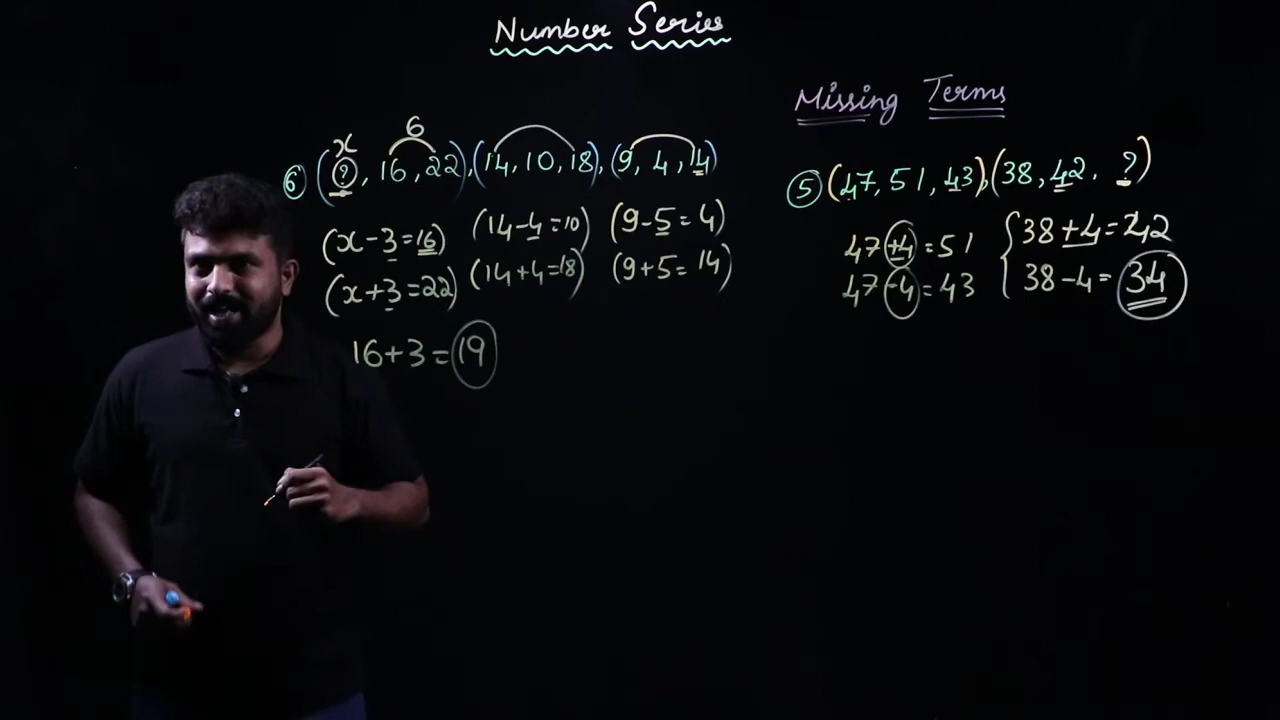 Number Series
Missing Terms
6
x
⑥ (?, 16, 22), (14, 10, 18), (9, 4, 14)
(x-3=16) (14-4=10) (9-5=4)
(x+3=22) (14+4=18) (9+5=14)
16+3=19
⑤ (47, 51, 43), (38, 42, ?)
47+4=51 38+4=42
47-4=43 38-4=34